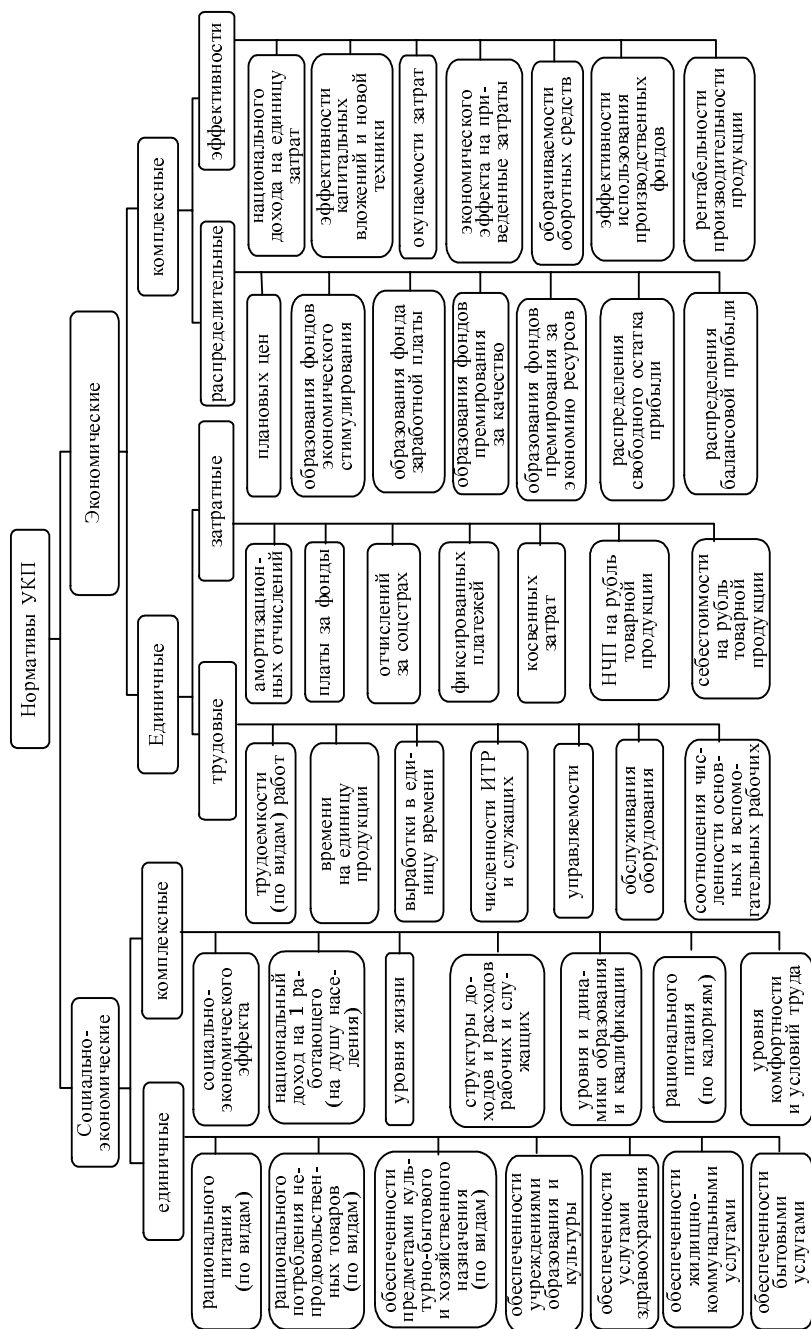 Нормативы УКП
Социально-
экономические
Экономические
единичные
комплексные
Единичные
комплексные
трудовые
затратные
распределительные
эффективности
рационального
питания
(по видам)
рационального
потребления не-
продовольствен-
ных товаров
(по видам)
обеспеченности
предметами куль-
турно-бытового
и хозяйственного
назначения
(по видам)
обеспеченности
учреждениями
образования и
культуры
обеспеченности
услугами
здравоохранения
обеспеченности
жилищно-
коммунальными
услугами
обеспеченности
бытовыми
услугами
социально-
экономического
эффекта
национальный
доход на 1 ра-
ботающего
(на душу насе-
ления)
уровня жизни
структуры до-
ходов и расходов
рабочих и слу-
жащих
уровня и дина-
мики образования
и квалификации
рационального
питания
(по калориям)
уровня
комфортности
и условий труда
трудоемкости
(по видам) работ
времени
на единицу
продукции
выработки в еди-
ницу времени
численности ИТР
и служащих
управляемости
обслуживания
оборудования
соотношения чис-
ленности основ-
ных и вспомо-
гательных рабочих
амортизацион-
ных отчислений
платы за фонды
отчислений
за соцстрах
фиксированных
платежей
косвенных
затрат
НЧП на рубль
товарной
продукции
себестоимости
на рубль
товарной
продукции
плановых цен
образования фондов
экономического
стимулирования
образования фонда
заработной платы
образования фондов
премирования
за качество
образования фондов
премирования за
экономию ресурсов
распределения
свободного остатка
прибыли
распределения
балансовой прибыли
национального
дохода на единицу
затрат
эффективности
капитальных
вложений и новой
техники
окупаемости затрат
экономического
эффекта на при-
веденные затраты
оборачиваемости
оборотных средств
эффективности
использования
производственных
фондов
рентабельности
производительности
продукции